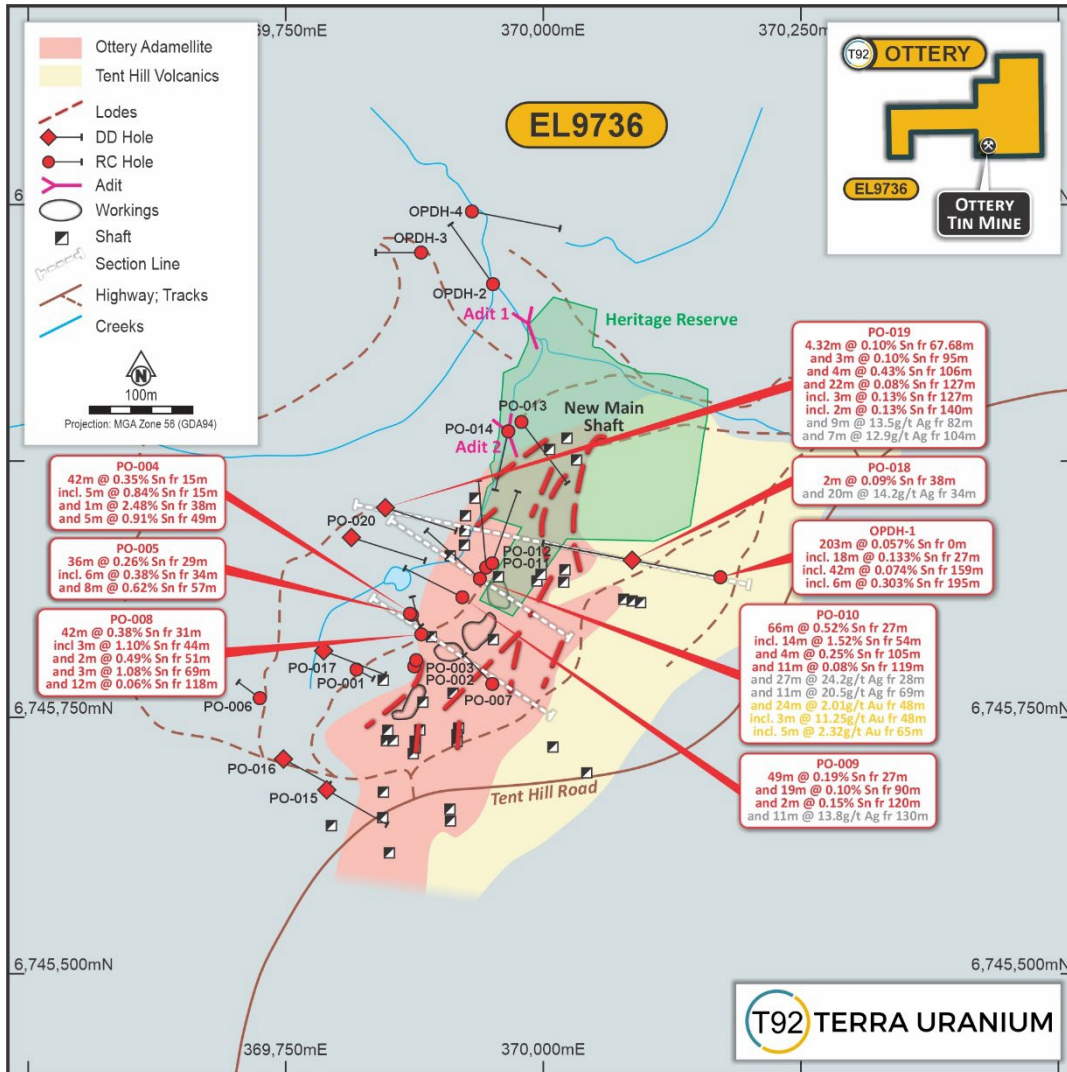 69,750mE
370,000mE
370,250mE
Ottery Adamellite
Tent Hill Volcanics
Lodes
DD Hole
RC Hole
Adit
Workings
Shaft
Section Line
Highway; Tracks
Creeks
N
100m
Projection: MGA Zone 56 (GDA94)
EL9736
T92 OTTERY
EL9736
OTTERY
TIN MINE
6
OPDH-4
OPDH-3
OPDH-2
Adit 1
Heritage Reserve
PO-013
PO-014
Adit 2
New Main
Shaft
PO-020
PO-012
PO-011
PO-003
PO-002
PO-017
PO-001
PO-007
PO-006
PO-016
PO-015
Tent Hill Road
PO-004
42m @ 0.35% Sn fr 15m
incl. 5m @ 0.84% Sn fr 15m
and 1m @ 2.48% Sn fr 38m
and 5m @ 0.91% Sn fr 49m
PO-005
36m @ 0.26% Sn fr 29m
incl. 6m @ 0.38% Sn fr 34m
and 8m @ 0.62% Sn fr 57m
PO-008
42m @ 0.38% Sn fr 31m
incl 3m @ 1.10% Sn fr 44m
and 2m @ 0.49% Sn fr 51m
and 3m @ 1.08% Sn fr 69m
and 12m @ 0.06% Sn fr 118m
PO-019
4.32m @ 0.10% Sn fr 67.68m
and 3m @ 0.10% Sn fr 95m
and 4m @ 0.43% Sn fr 106m
and 22m @ 0.08% Sn fr 127m
incl. 3m @ 0.13% Sn fr 127m
incl. 2m @ 0.13% Sn fr 140m
and 9m @ 13.5g/t Ag fr 82m
and 7m @ 12.9g/t Ag fr 104m
PO-018
2m @ 0.09% Sn fr 38m
and 20m @ 14.2g/t Ag fr 34m
OPDH-1
203m @ 0.057% Sn fr 0m
incl. 18m @ 0.133% Sn fr 27m
incl. 42m @ 0.074% Sn fr 159m
incl. 6m @ 0.303% Sn fr 195m
PO-010
66m @ 0.52% Sn fr 27m
incl. 14m @ 1.52% Sn fr 54m
and 4m @ 0.25% Sn fr 105m
and 11m @ 0.08% Sn fr 119m
and 27m @ 24.2g/t Ag fr 28m
and 11m @ 20.5g/t Ag fr 69m
and 24m @ 2.01g/t Au fr 48m
incl. 3m @ 11.25g/t Au fr 48m
incl. 5m @ 2.32g/t Au fr 65m
PO-009
49m @ 0.19% Sn fr 27m
and 19m @ 0.10% Sn fr 90m
and 2m @ 0.15% Sn fr 120m
and 11m @ 13.8g/t Ag fr 130m
6,745,750mN
6,745,750mN
6,745,500mN
6,745,500mN
369,750mE
370,000mE
T92 TERRA URANIUM